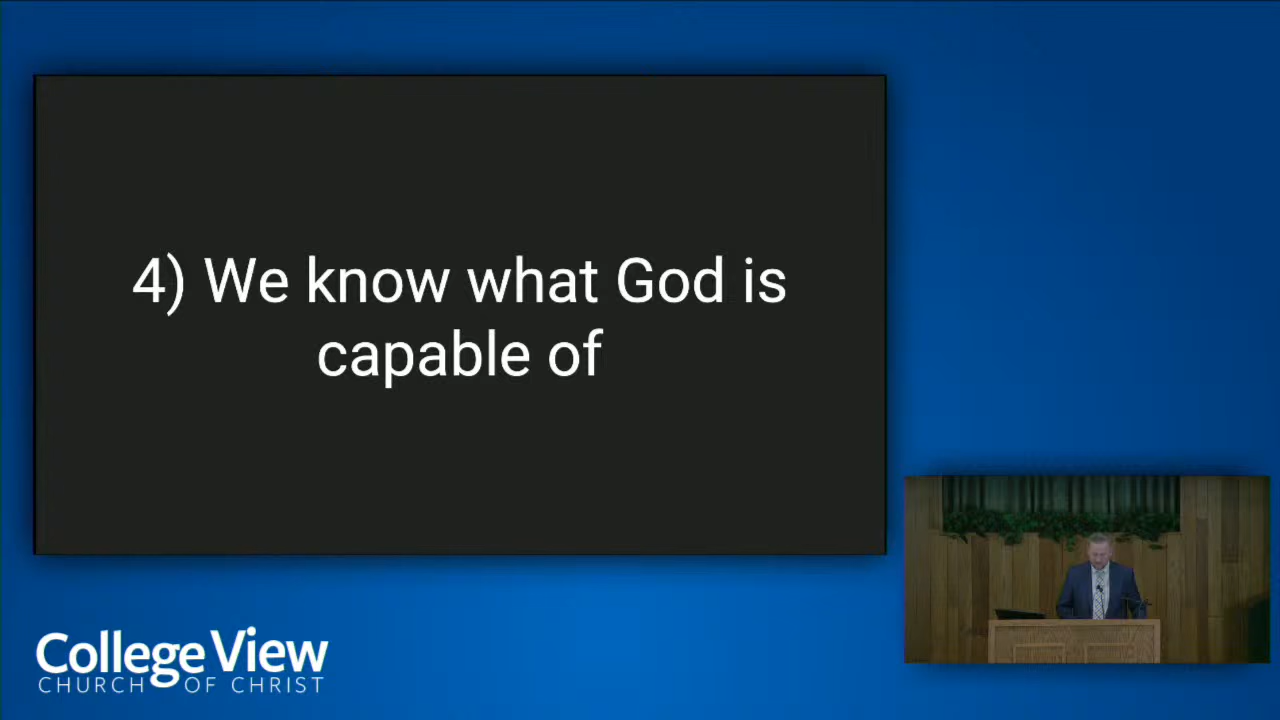 4) We know what God is
capable of
College View
CHURCH OF CHRIST